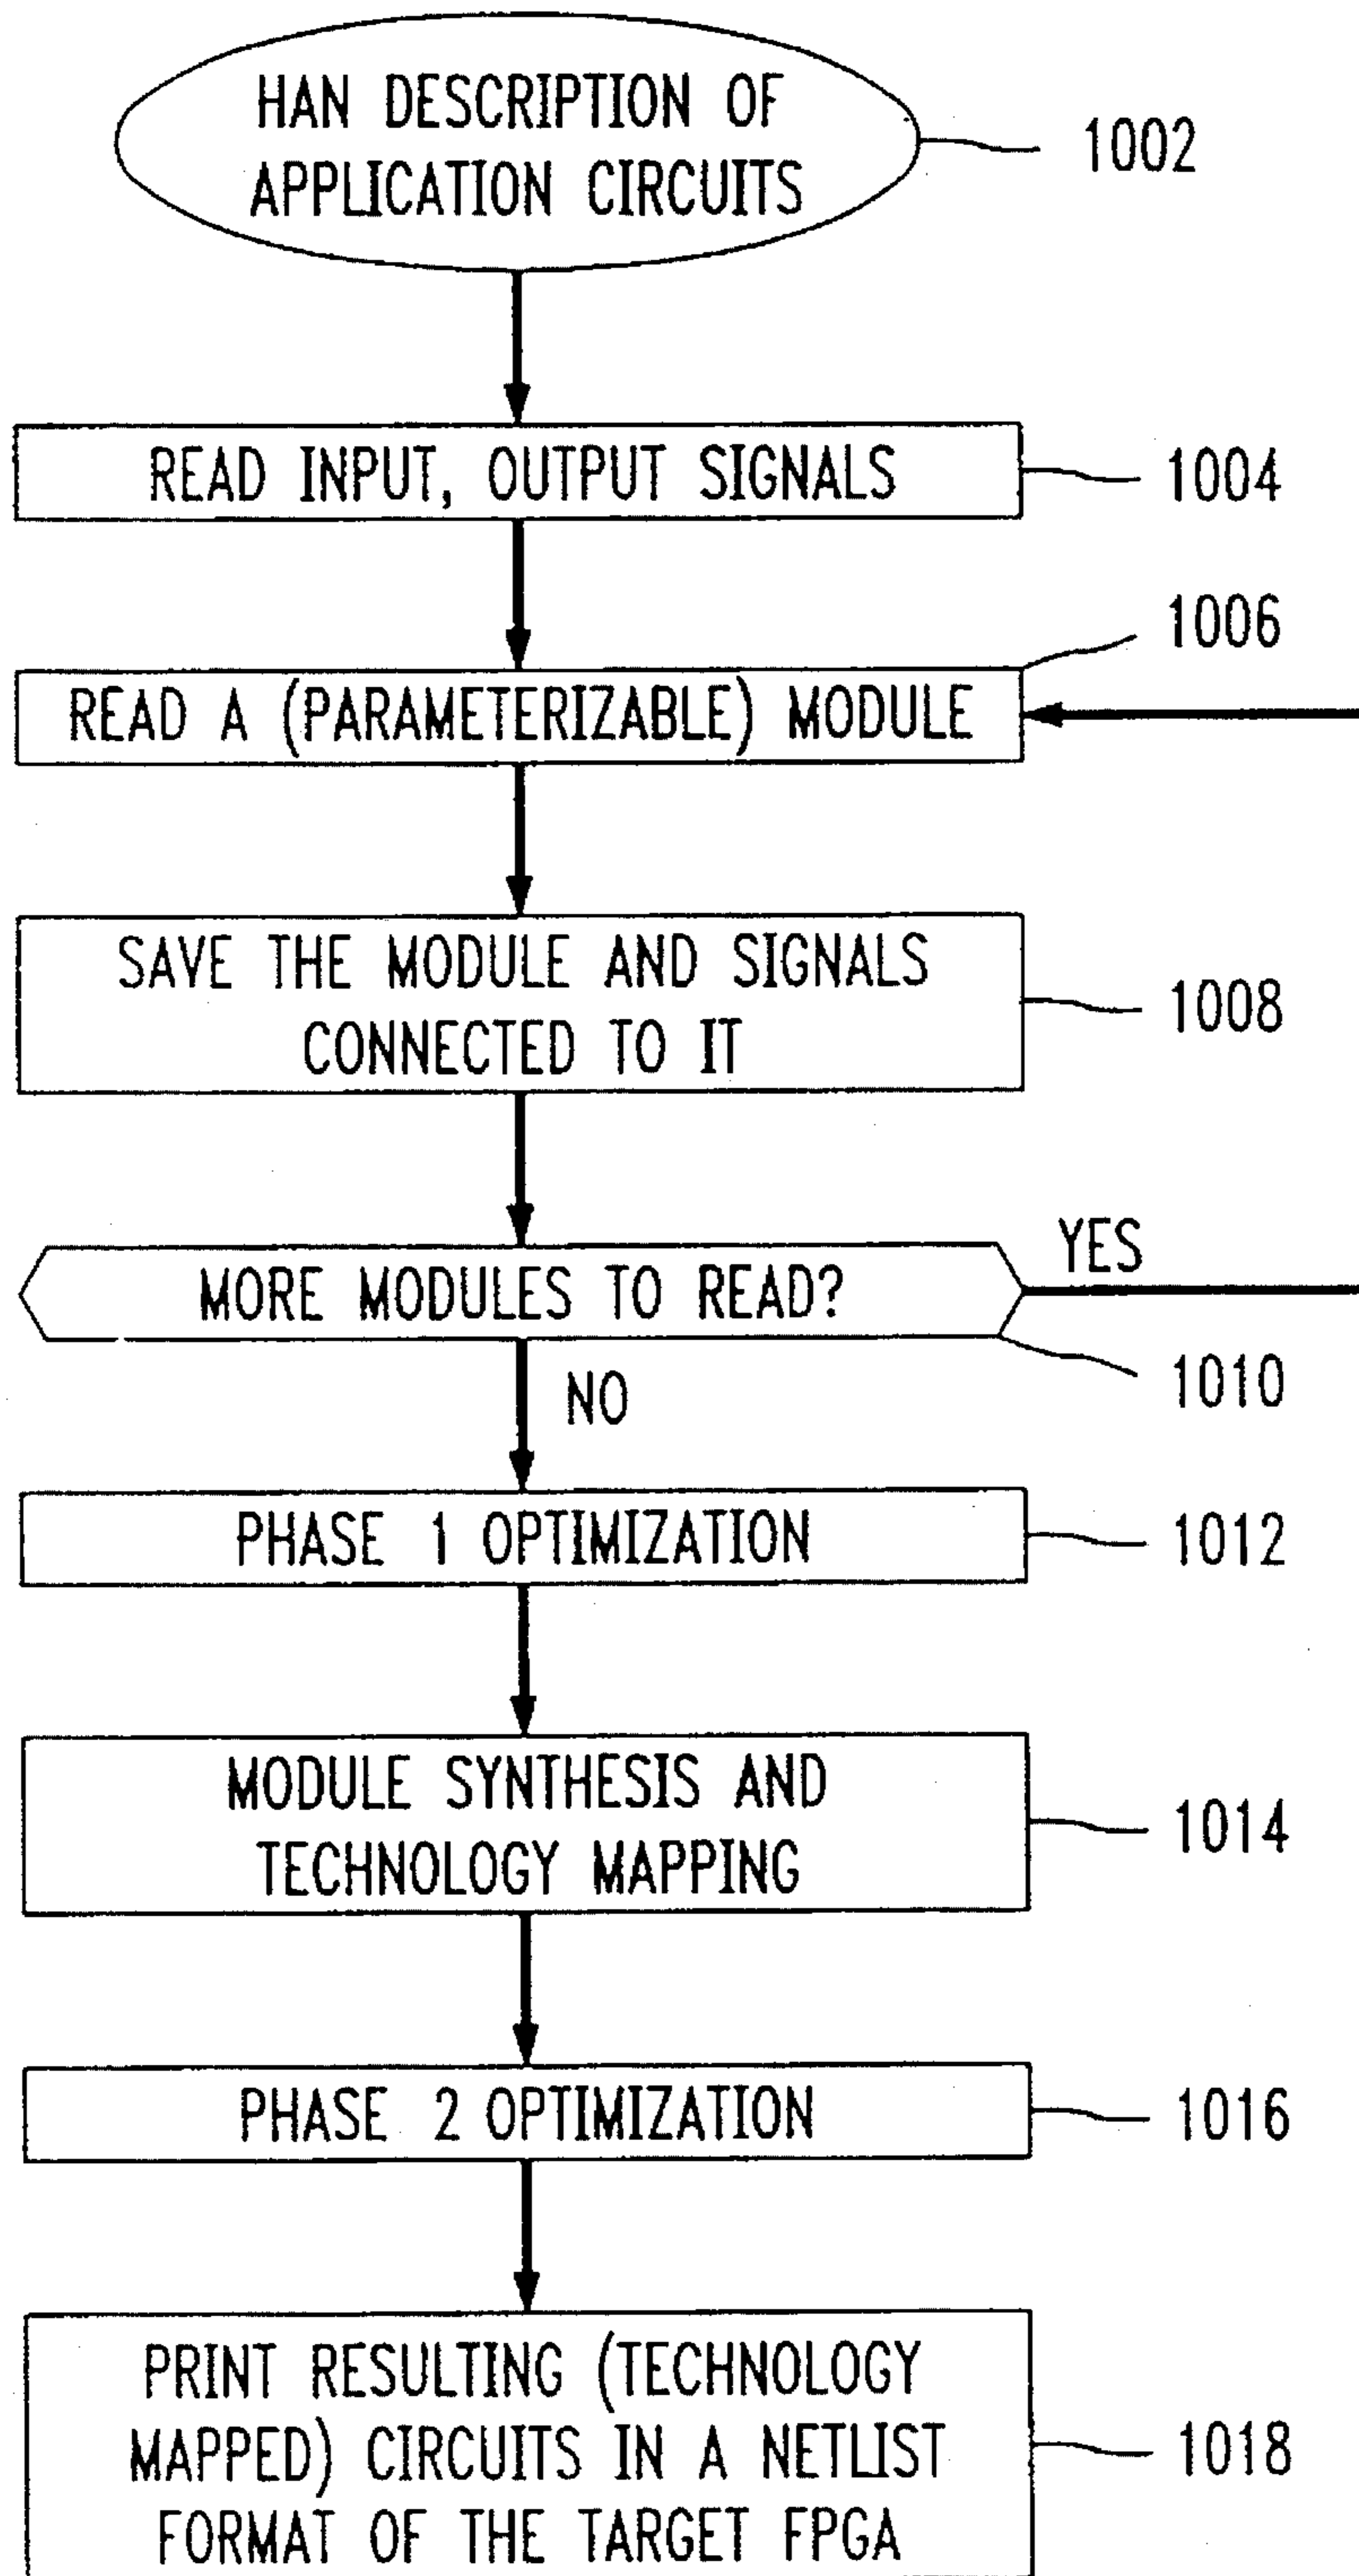 HAN DESCRIPTION OF
APPLICATION CIRCUITS
1002
READ INPUT, OUTPUT SIGNALS
1004
1006
READ A (PARAMETERIZABLE) MODULE
SAVE THE MODULE AND SIGNALS
CONNECTED TO IT
1008
YES
MORE MODULES TO READ?
1010
NO
PHASE 1 OPTIMIZATION
1012
MODULE SYNTHESIS AND
TECHNOLOGY MAPPING
1014
PHASE 2 OPTIMIZATION
1016
PRINT RESULTING (TECHNOLOGY
MAPPED) CIRCUITS IN A NETLIST
FORMAT OF THE TARGET FPGA
1018